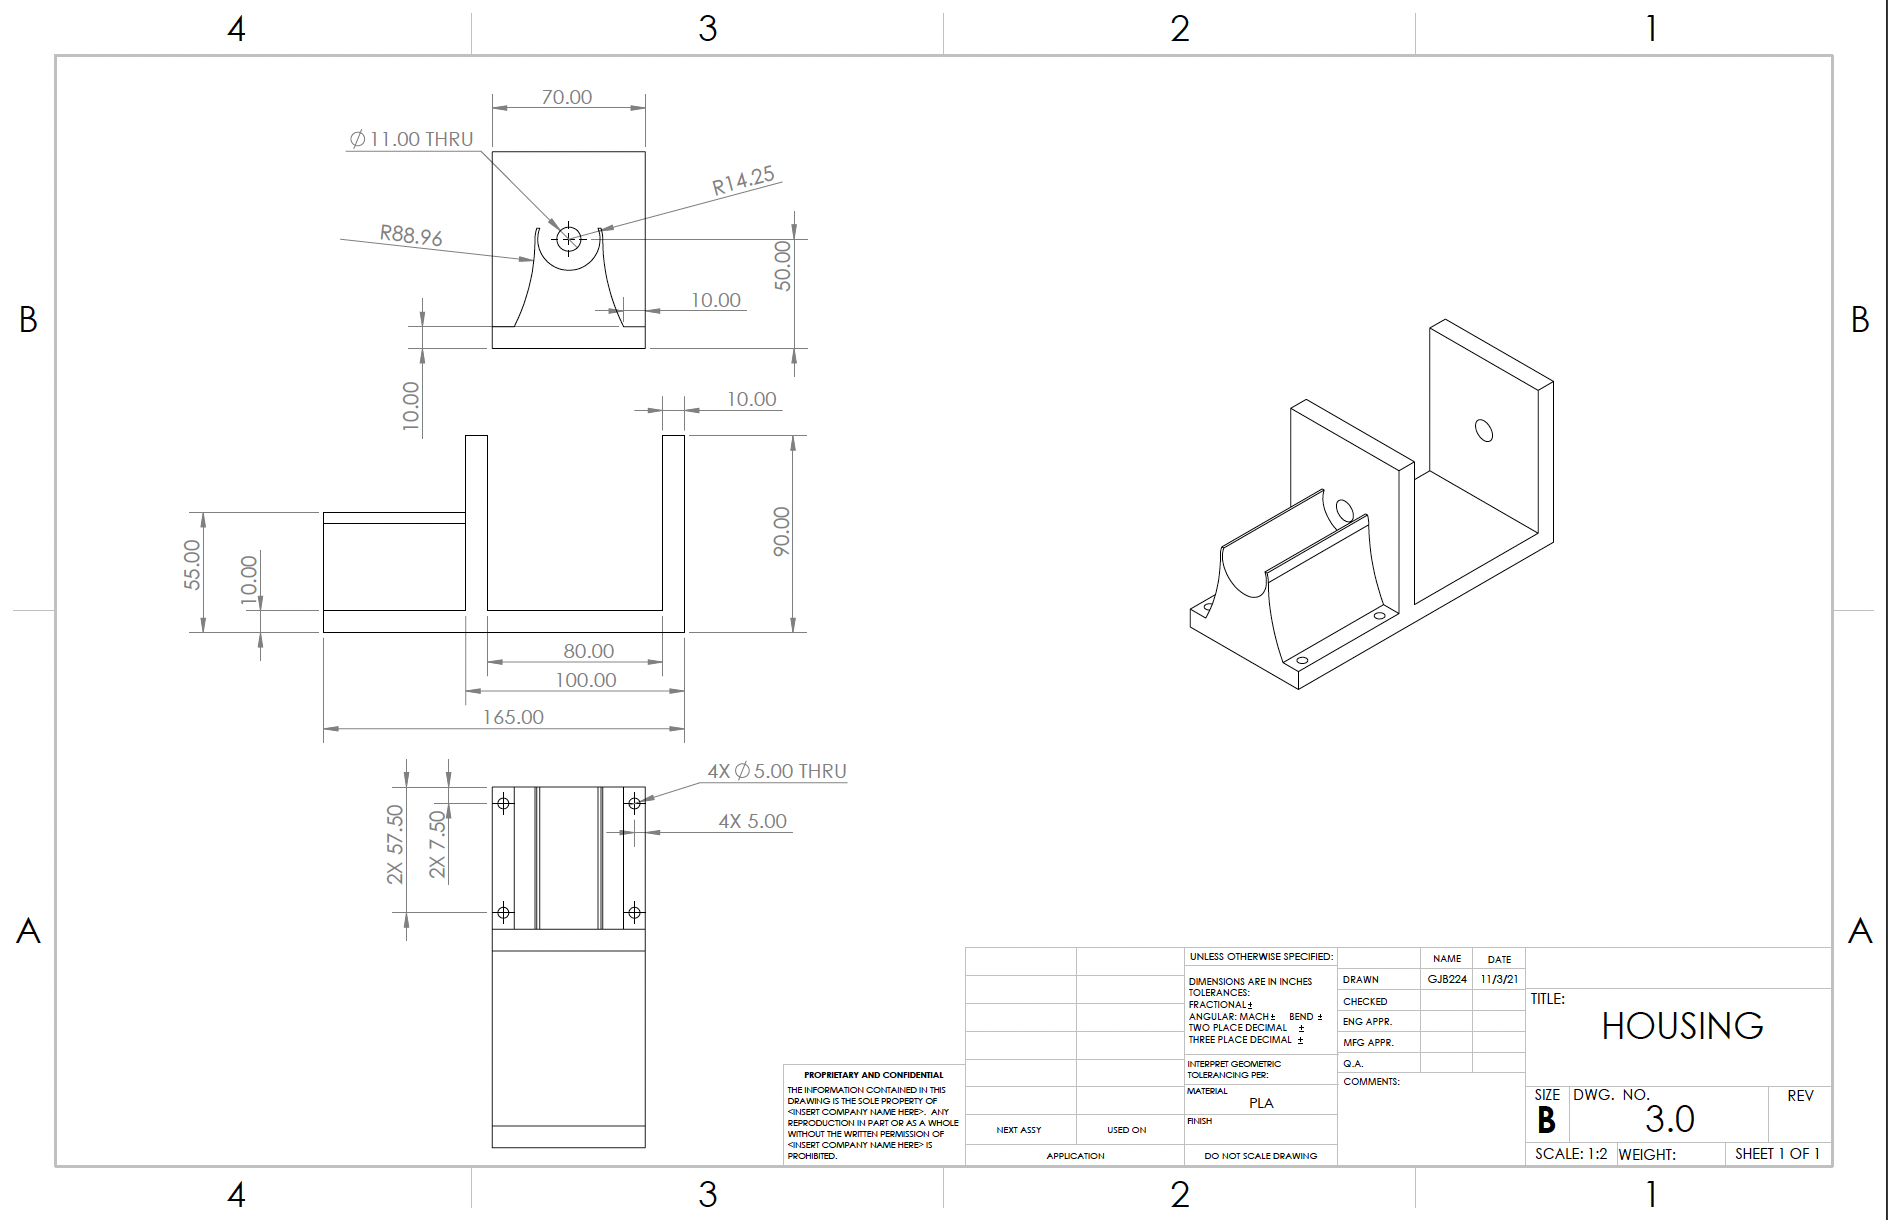 4 3 2 1
B B
A A
70.00
Ø11.00 THRU
R14.25
R88.96
50.00
10.00
10.00
10.00
90.00
55.00
10.00
80.00
100.00
165.00
4X Ø5.00 THRU
4X 5.00
2X 57.50
2X 7.50
PROPRIETARY AND CONFIDENTIAL
THE INFORMATION CONTAINED IN THIS
DRAWING IS THE SOLE PROPERTY OF
<INSERT COMPANY NAME HERE>. ANY
REPRODUCTION IN PART OR AS A WHOLE
WITHOUT THE WRITTEN PERMISSION OF
<INSERT COMPANY NAME HERE> IS
PROHIBITED.
NEXT ASSY USED ON
APPLICATION
UNLESS OTHERWISE SPECIFIED:
DIMENSIONS ARE IN INCHES
TOLERANCES:
FRACTIONAL±
ANGULAR: MACH± BEND ±
TWO PLACE DECIMAL ±
THREE PLACE DECIMAL ±
INTERPRET GEOMETRIC
TOLERANCING PER:
MATERIAL
PLA
FINISH
DO NOT SCALE DRAWING
NAME DATE
DRAWN GJB224 11/3/21
CHECKED
ENG APPR.
MFG APPR.
Q.A.
COMMENTS:
TITLE:
HOUSING
SIZE DWG. NO. REV
B 3.0
SCALE: 1:2 WEIGHT: SHEET 1 OF 1
4 3 2 1